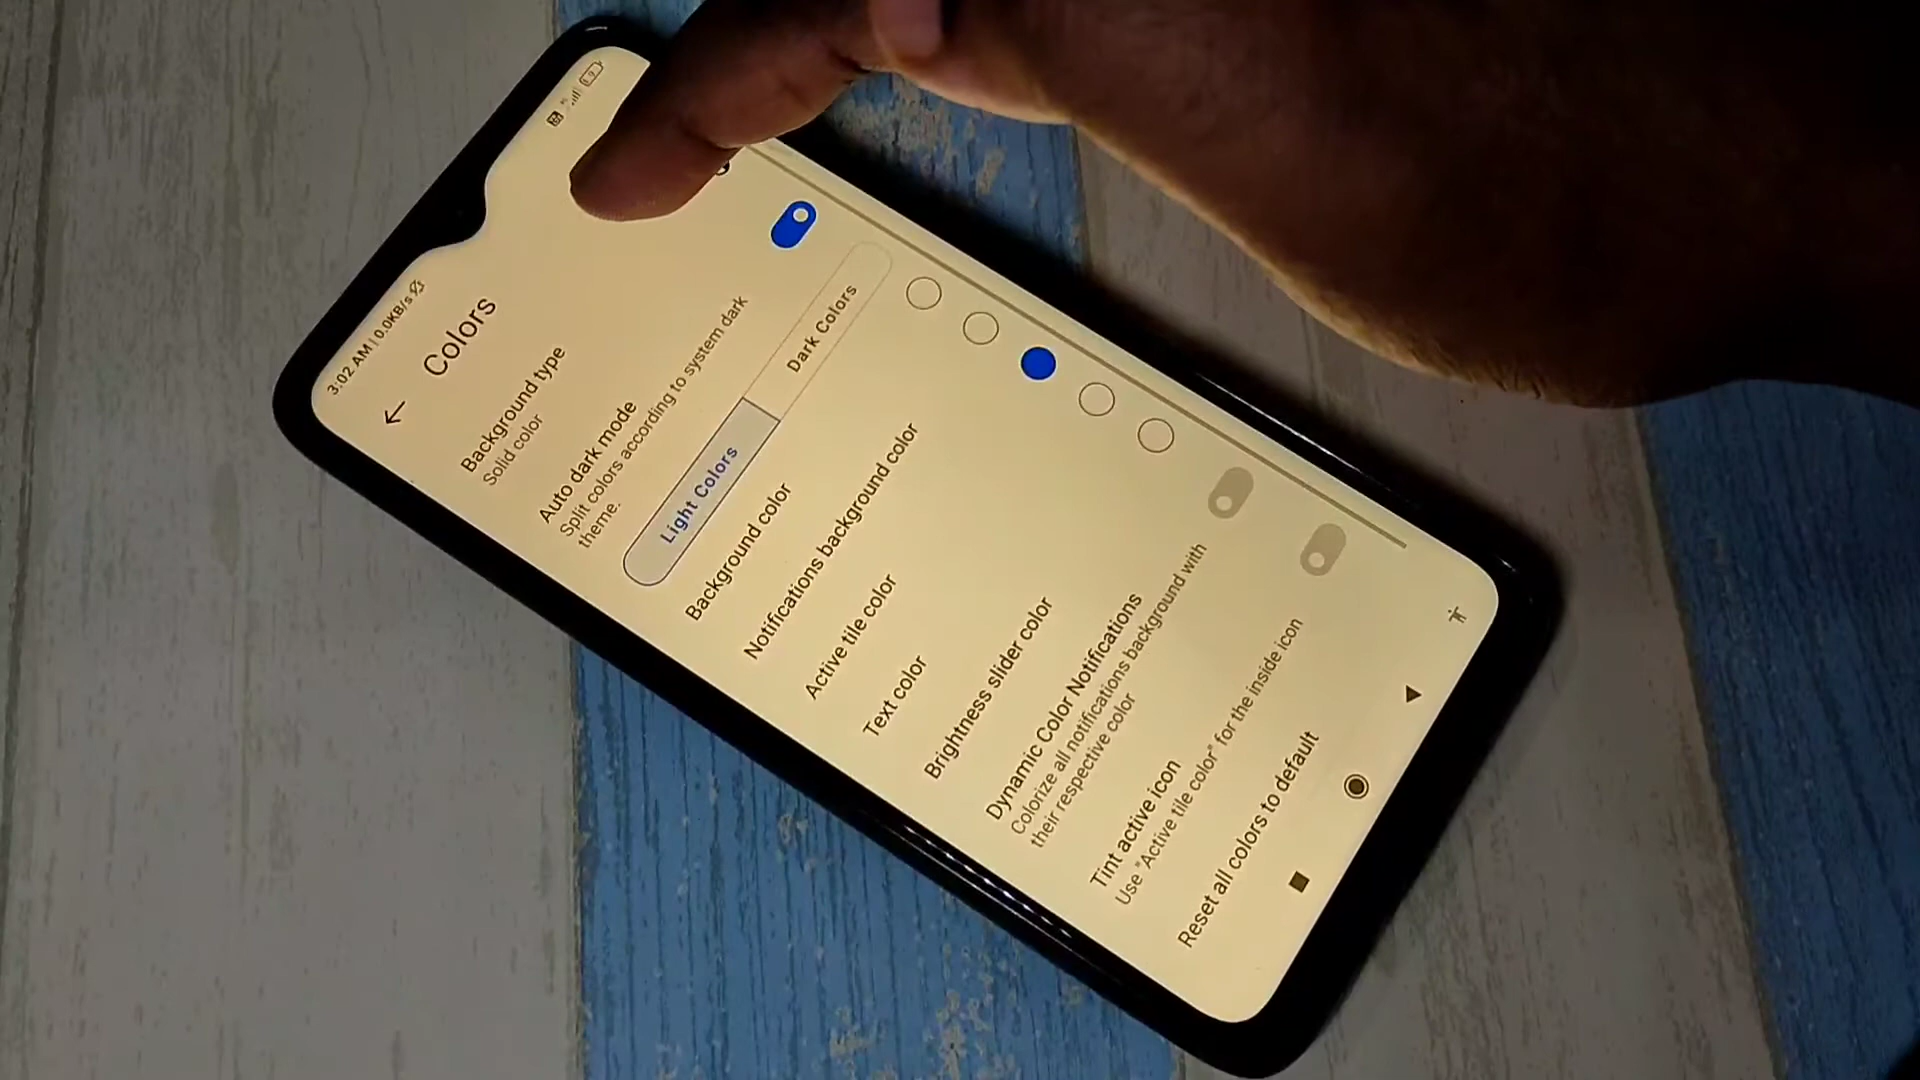 3:02 AM | 0.0KB/s
Colors
Background type
Solid color
Auto dark mode
Split colors according to system dark
theme.
Light Colors
Dark Colors
Background color
Notifications background color
Active tile color
Text color
Brightness slider color
Dynamic Color Notifications
Colorize all notifications background with
their respective color
Tint active icon
Use "Active tile color" for the inside icon
Reset all colors to default